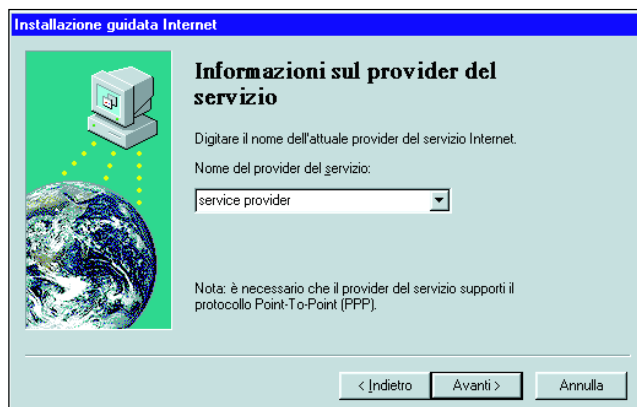 Installazione guidata Internet
Informazioni sul provider del
servizio
Digitare il nome dell'attuale provider del servizio Internet.
Nome del provider del servizio:
service provider
Nota: è necessario che il provider del servizio supporti il
protocollo Point-To-Point (PPP).
< Indietro
Avanti >
Annulla